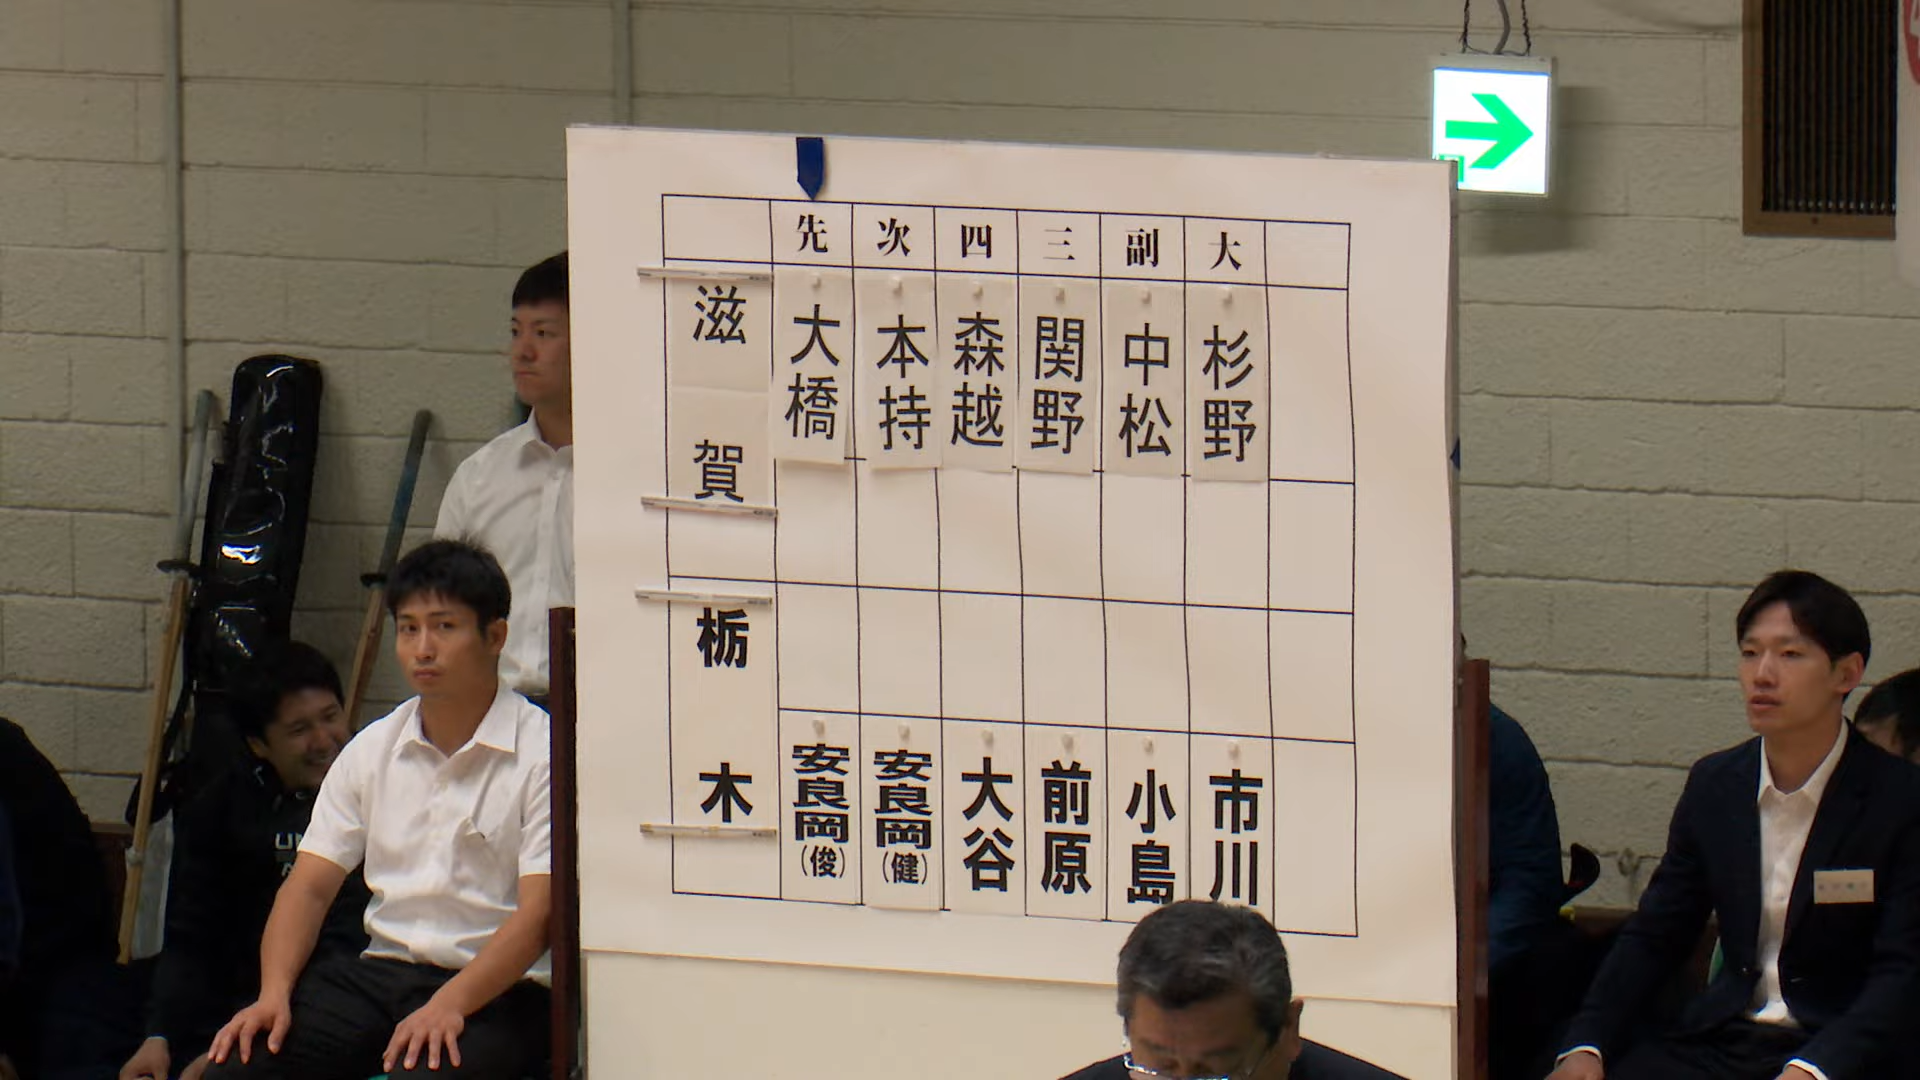 先 次 四 三 副 大
滋賀 大橋 本持 森越 関野 中松 杉野
栃木 安良岡(俊) 安良岡(健) 大谷 前原 小島 市川